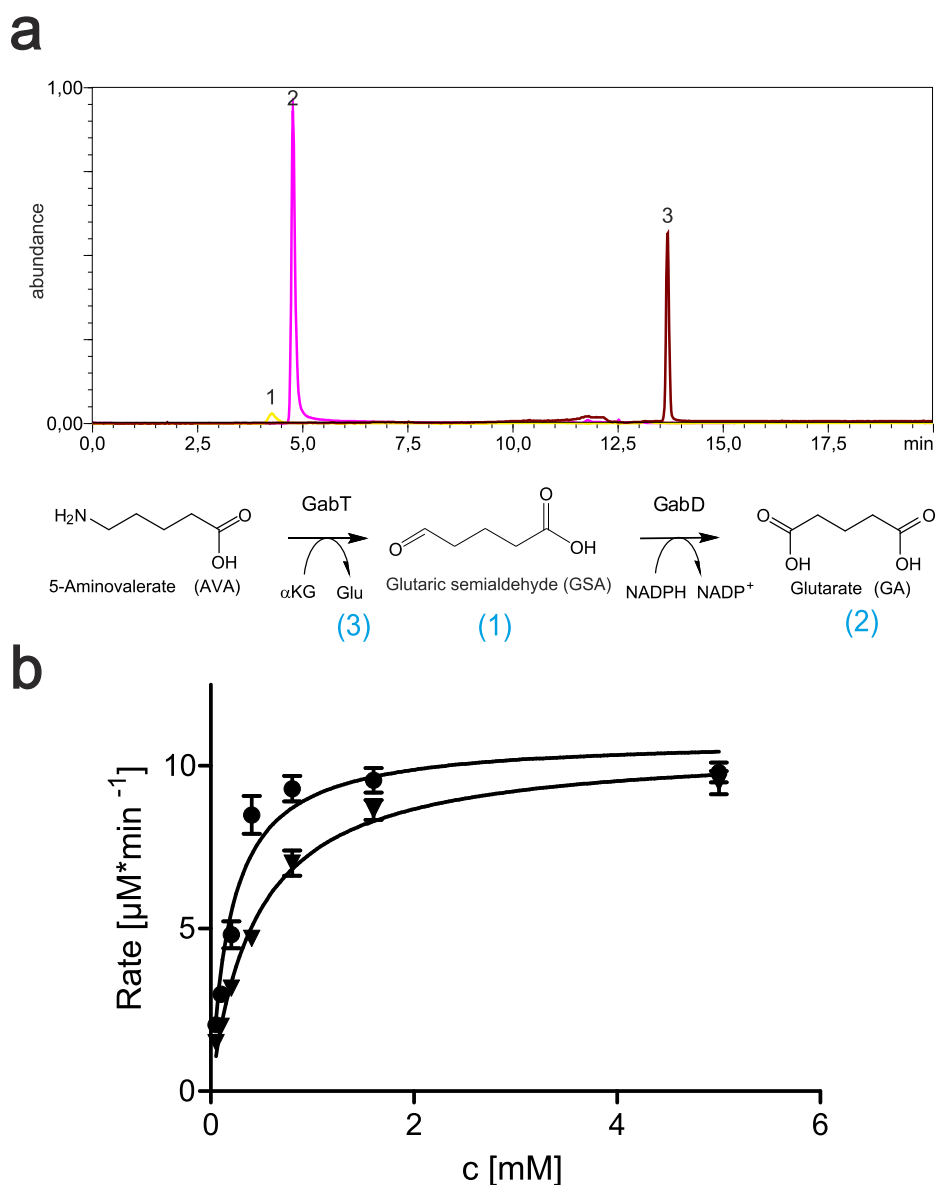 a
1,00
2
3
abundance
1
0,00
0,0 2,5 5,0 7,5 10,0 12,5 15,0 17,5 min
GabT GabD
H₂N O OH
O O OH
O OH O OH
5-Aminovalerate (AVA)
αKG Glu
Glutaric semialdehyde (GSA)
NADPH NADP⁺
Glutarate (GA)
(3) (1) (2)
b
10
5
0
Rate [µM*min ⁻¹]
0 2 4 6
c [mM]